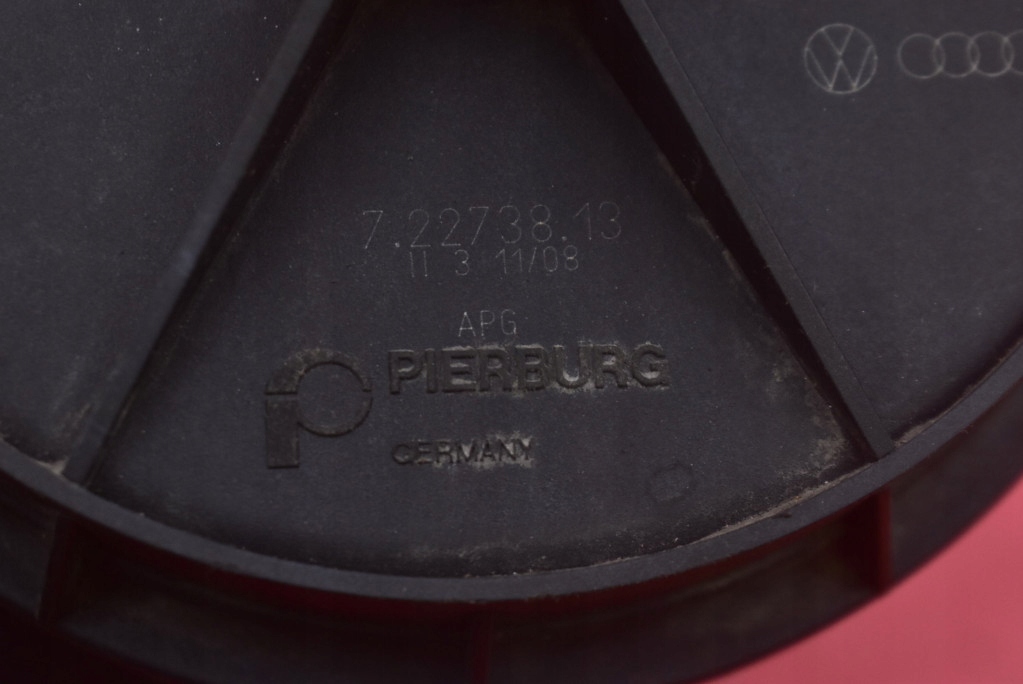 7.22738.13
II 3 11/08
APG
PIERBURG
GERMANY